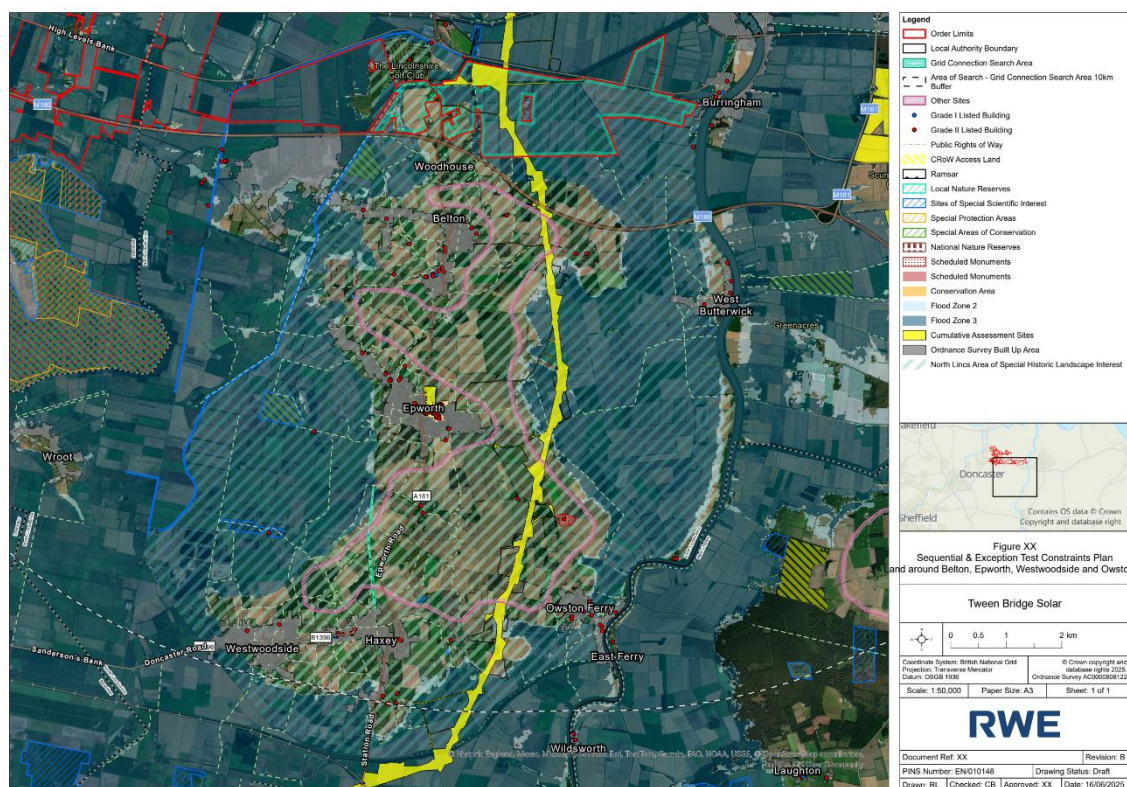 High Levels Bank
M180
The Lincolnshire
Golf Club
Burringham
M181
M181
Woodhouse
Belton
M180
West
Butterwick
Greenacres
Epworth
Wroot
A161
Epworth Road
Owston Ferry
B1396
Haxey
Westwoodside
Doncaster Road
Sanderson's Bank
East Ferry
Station Road
Wildsworth
Laughton
Legend
Order Limits
Local Authority Boundary
Grid Connection Search Area
Area of Search - Grid Connection Search Area 10km
Buffer
Other Sites
Grade I Listed Building
Grade II Listed Building
Public Rights of Way
CRoW Access Land
Ramsar
Local Nature Reserves
Sites of Special Scientific Interest
Special Protection Areas
Special Areas of Conservation
National Nature Reserves
Scheduled Monuments
Scheduled Monuments
Conservation Area
Flood Zone 2
Flood Zone 3
Cumulative Assessment Sites
Ordnance Survey Built Up Area
North Lincs Area of Special Historic Landscape Interest
Doncaster
Sheffield
Contains OS data © Crown
Copyright and database right
Figure XX
Sequential & Exception Test Constraints Plan
Land around Belton, Epworth, Westwoodside and Owsto
Tween Bridge Solar
0 0.5 1 2 km
Coordinate System: British National Grid
Projection: Transverse Mercator
Datum: OSGB 1936
© Crown copyright and
database rights 2025.
Ordnance Survey AC0000808122
Scale: 1:50,000 Paper Size: A3 Sheet: 1 of 1
RWE
Document Ref: XX Revision: B
PINS Number: EN/010148 Drawing Status: Draft
Drawn: RL Checked: CB Approved: XX Date: 16/06/2025